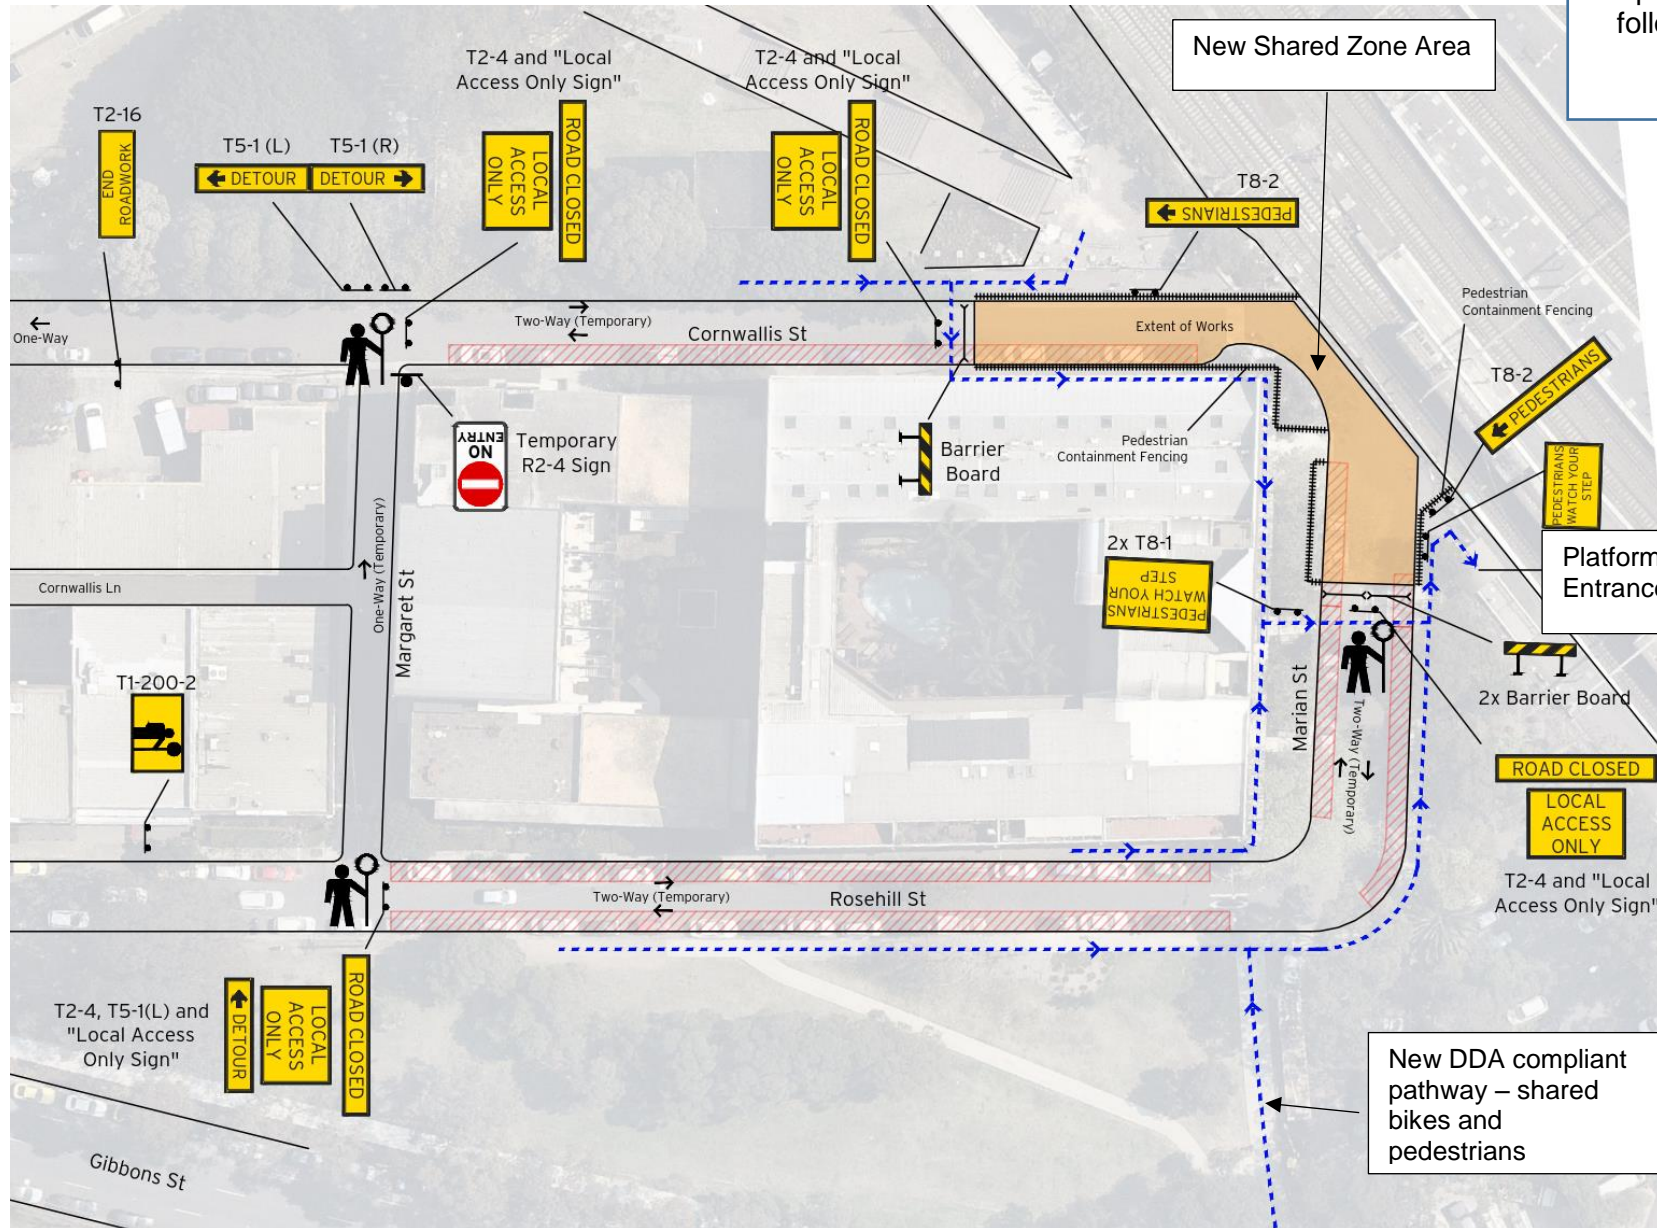 follo
New Shared Zone Area
T2-4 and "Local
Access Only Sign"
T2-4 and "Local
Access Only Sign"
T2-16
END
ROADWORK
T5-1 (L)
T5-1 (R)
DETOUR
DETOUR
LOCAL
ACCESS
ONLY
ROAD CLOSED
LOCAL
ACCESS
ONLY
ROAD CLOSED
T8-2
PEDESTRIANS
One-Way
Two-Way (Temporary)
Cornwallis St
Extent of Works
Pedestrian
Containment Fencing
T8-2
PEDESTRIANS
NO
ENTRY
Temporary
R2-4 Sign
Barrier
Board
Pedestrian
Containment Fencing
PEDESTRIANS
WATCH YOUR
STEP
Platform
Entrance
2x T8-1
PEDESTRIANS
WATCH YOUR
STEP
Cornwallis Ln
One-Way (Temporary)
Margaret St
Marian St
Two-Way (Temporary)
2x Barrier Board
T1-200-2
ROAD CLOSED
LOCAL
ACCESS
ONLY
T2-4 and "Local
Access Only Sign"
Two-Way (Temporary)
Rosehill St
T2-4, T5-1(L) and
"Local Access
Only Sign"
DETOUR
LOCAL
ACCESS
ONLY
ROAD CLOSED
New DDA compliant
pathway – shared
bikes and
pedestrians
Gibbons St